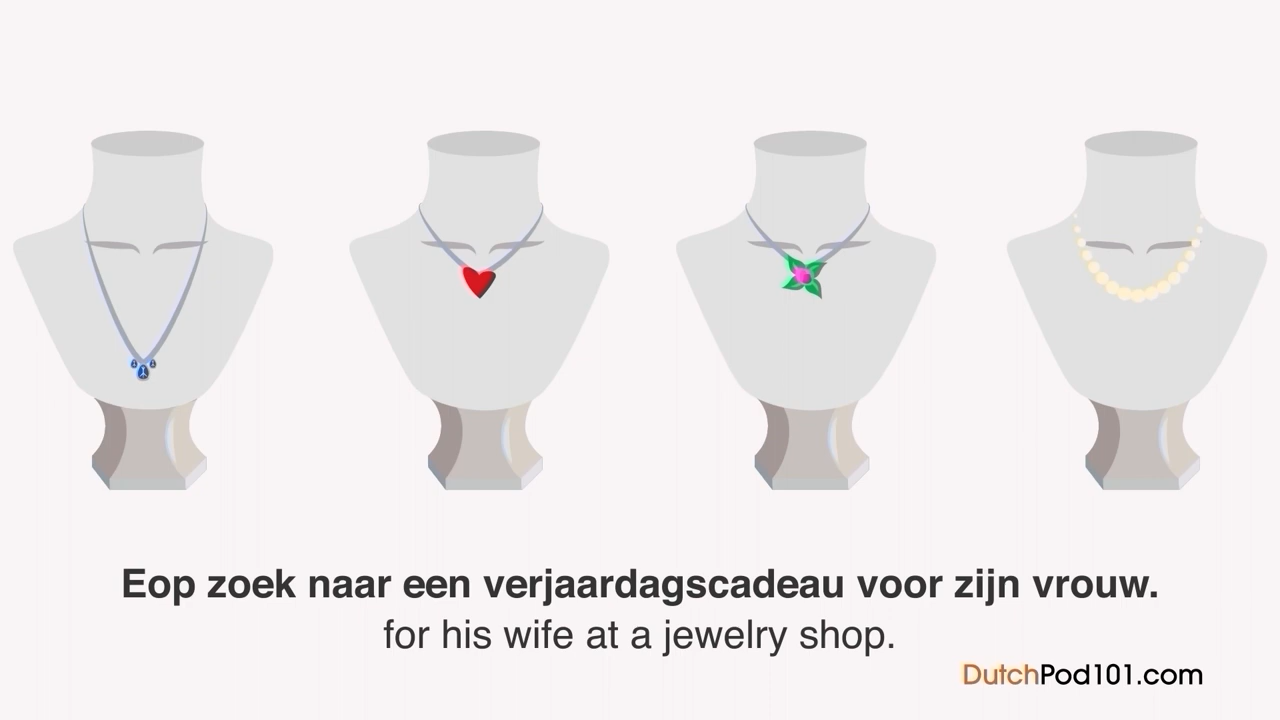 Eop zoek naar een verjaardagscadeau voor zijn vrouw.
for his wife at a jewelry shop.
DutchPod101.com